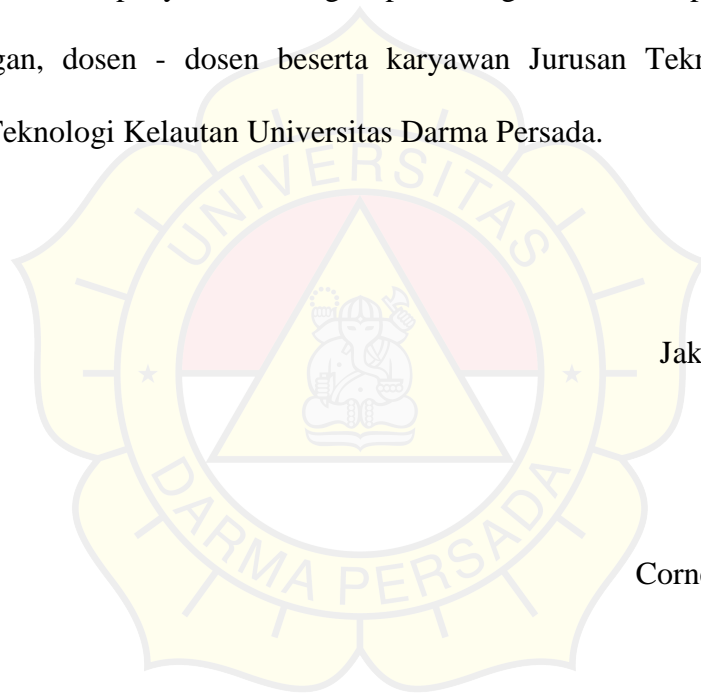 gan, dosen - dosen beserta karyawan Jurusan Tekn
Teknologi Kelautan Universitas Darma Persada.
UNIVERSITAS
Jak
DARMA PERSADA
Corn